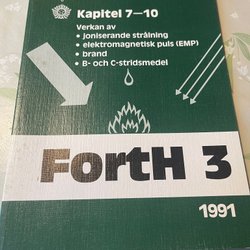 Kapitel 7—10
Verkan av
• joniserande strålning
• elektromagnetisk puls (EMP)
• brand
• B- och C-stridsmedel
FortH 3
1991